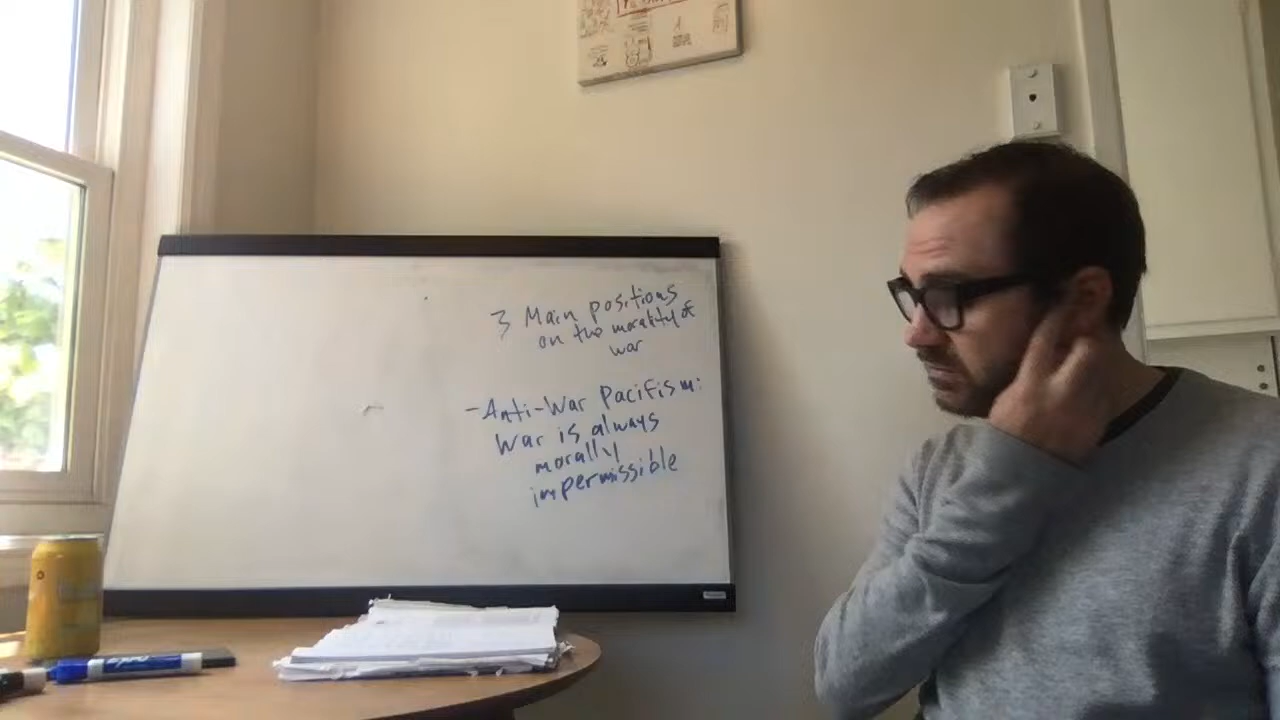 3 Main positions
on the morality of
war
-Anti-War Pacifism:
War is always
morally
impermissible